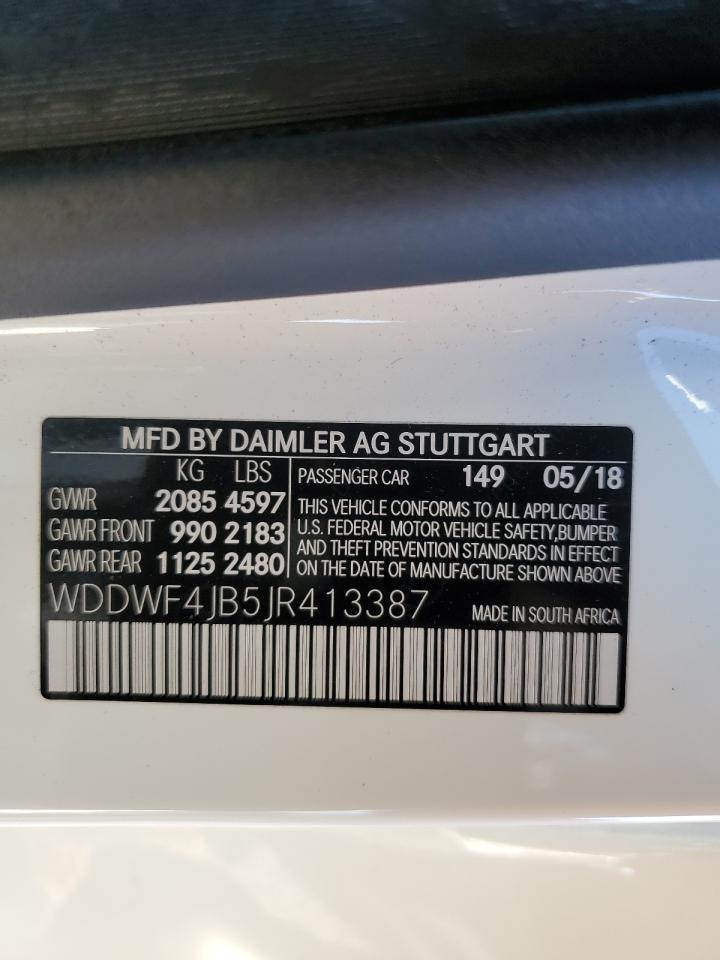 MFD BY DAIMLER AG STUTTGART
KG LBS
GVWR 2085 4597
GAWR FRONT 990 2183
GAWR REAR 1125 2480
PASSENGER CAR 149 05/18
THIS VEHICLE CONFORMS TO ALL APPLICABLE
U.S. FEDERAL MOTOR VEHICLE SAFETY,BUMPER
AND THEFT PREVENTION STANDARDS IN EFFECT
ON THE DATE OF MANUFACTURE SHOWN ABOVE
WDDWF4JB5JR413387 MADE IN SOUTH AFRICA